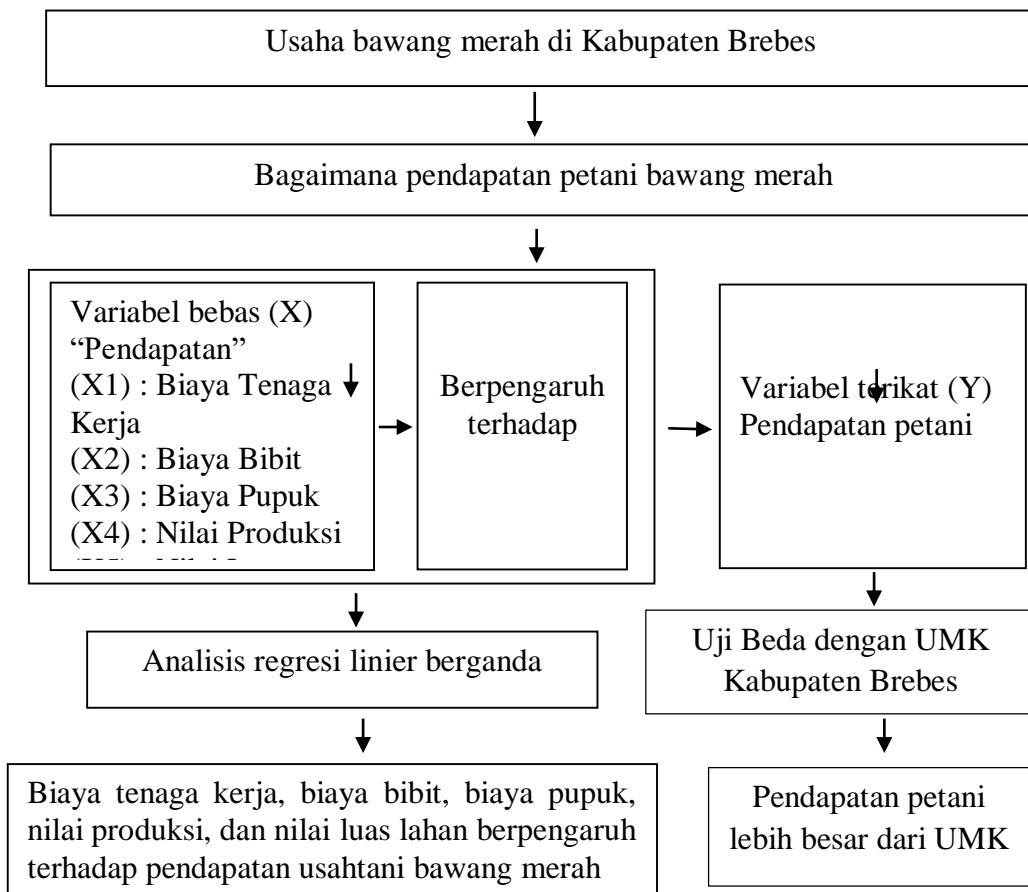 Usaha bawang merah di Kabupaten Brebes
Bagaimana pendapatan petani bawang merah
Variabel bebas (X)
“Pendapatan”
(X1) : Biaya Tenaga
Kerja
(X2) : Biaya Bibit
(X3) : Biaya Pupuk
(X4) : Nilai Produksi
Berpengaruh
terhadap
Variabel terikat (Y)
Pendapatan petani
Analisis regresi linier berganda
Uji Beda dengan UMK
Kabupaten Brebes
Biaya tenaga kerja, biaya bibit, biaya pupuk,
nilai produksi, dan nilai luas lahan berpengaruh
terhadap pendapatan usahtani bawang merah
Pendapatan petani
lebih besar dari UMK